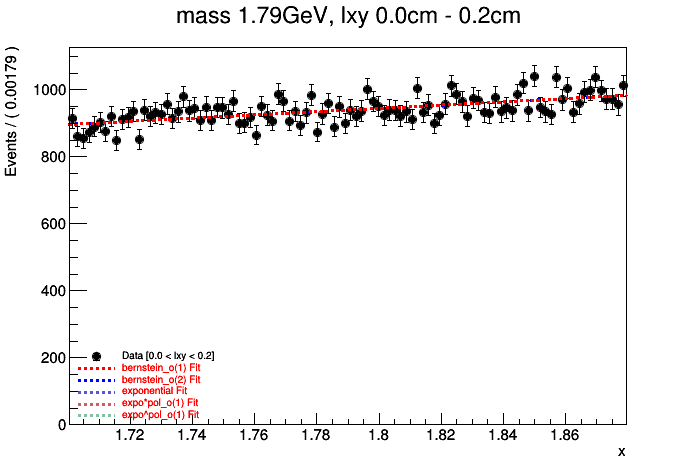 mass 1.79GeV, lxy 0.0cm - 0.2cm
Events / ( 0.00179 )
1000
800
600
400
200
0
Data [0.0 < lxy < 0.2]
bernstein_o(1) Fit
bernstein_o(2) Fit
exponential Fit
expo*pol_o(1) Fit
expo^pol_o(1) Fit
1.72 1.74 1.76 1.78 1.8 1.82 1.84 1.86
x